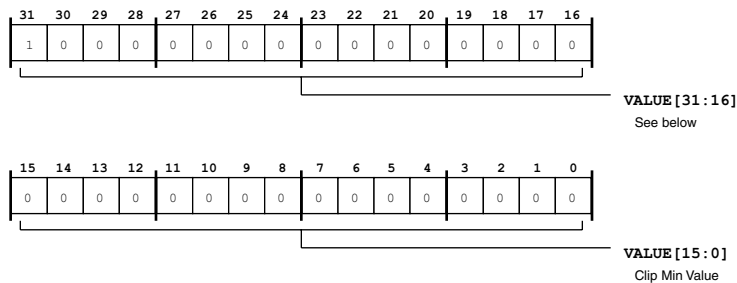 31 30 29 28 27 26 25 24 23 22 21 20 19 18 17 16
1 0 0 0 0 0 0 0 0 0 0 0 0 0 0 0
VALUE[31:16]
See below
15 14 13 12 11 10 9 8 7 6 5 4 3 2 1 0
0 0 0 0 0 0 0 0 0 0 0 0 0 0 0 0
VALUE[15:0]
Clip Min Value